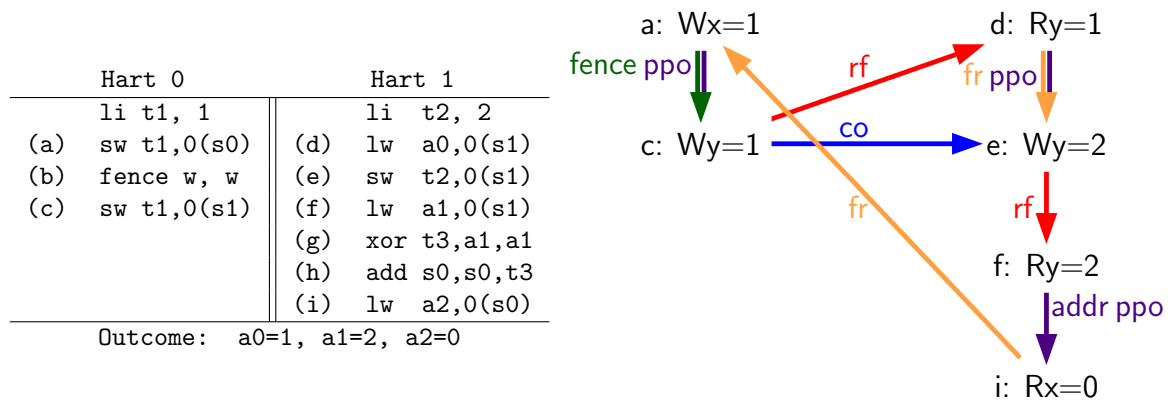 Hart 0 Hart 1
li t1, 1 li t2, 2
(a) sw t1,0(s0) (d) lw a0,0(s1)
(b) fence w, w (e) sw t2,0(s1)
(c) sw t1,0(s1) (f) lw a1,0(s1)
(g) xor t3,a1,a1
(h) add s0,s0,t3
(i) lw a2,0(s0)
Outcome: a0=1, a1=2, a2=0
a: Wx=1 d: Ry=1
fence ppo rf fr ppo
co
c: Wy=1 e: Wy=2
fr rf
f: Ry=2
addr ppo
i: Rx=0